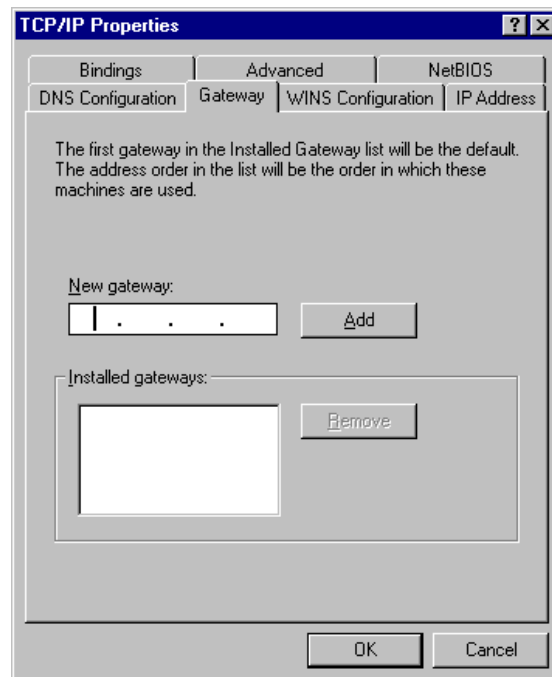 TCP/IP Properties
Bindings
Advanced
NetBIOS
DNS Configuration
Gateway
WINS Configuration
IP Address
The first gateway in the Installed Gateway list will be the default.
The address order in the list will be the order in which these
machines are used.
New gateway:
. . .
Add
Installed gateways:
Remove
OK
Cancel